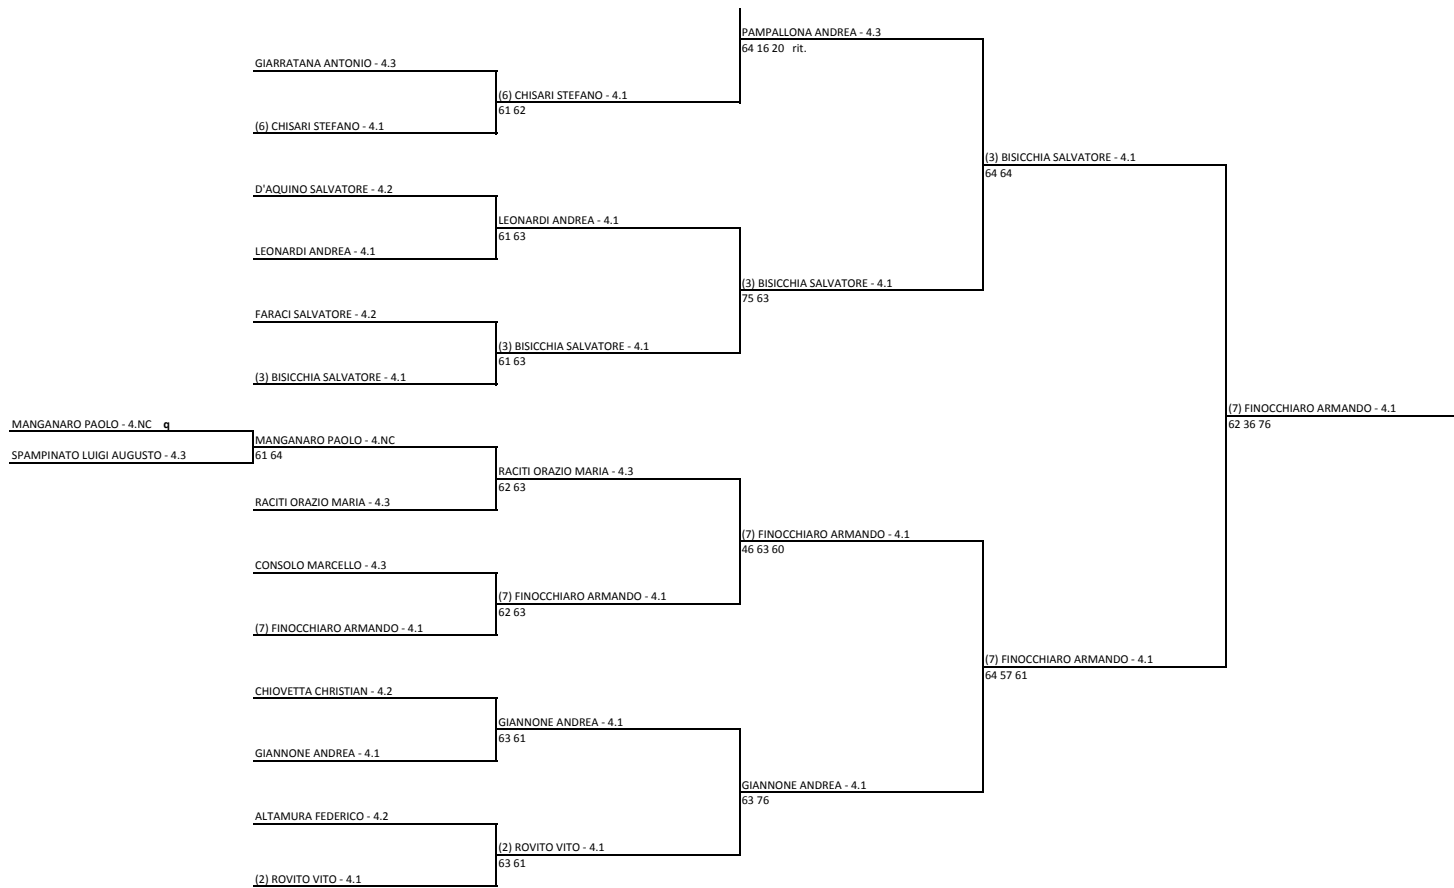 PAMPALLONA ANDREA - 4.3
64 16 20 rit.
GIARRATANA ANTONIO - 4.3
(6) CHISARI STEFANO - 4.1
61 62
(6) CHISARI STEFANO - 4.1
(3) BISICCHIA SALVATORE - 4.1
64 64
D'AQUINO SALVATORE - 4.2
LEONARDI ANDREA - 4.1
61 63
LEONARDI ANDREA - 4.1
(3) BISICCHIA SALVATORE - 4.1
75 63
FARACI SALVATORE - 4.2
(3) BISICCHIA SALVATORE - 4.1
61 63
(3) BISICCHIA SALVATORE - 4.1
(7) FINOCCHIARO ARMANDO - 4.1
62 36 76
MANGANARO PAOLO - 4.NC q
MANGANARO PAOLO - 4.NC
SPAMPINATO LUIGI AUGUSTO - 4.3
61 64
RACITI ORAZIO MARIA - 4.3
62 63
RACITI ORAZIO MARIA - 4.3
(7) FINOCCHIARO ARMANDO - 4.1
46 63 60
CONSOLO MARCELLO - 4.3
(7) FINOCCHIARO ARMANDO - 4.1
62 63
(7) FINOCCHIARO ARMANDO - 4.1
(7) FINOCCHIARO ARMANDO - 4.1
64 57 61
CHIOVETTA CHRISTIAN - 4.2
GIANNONE ANDREA - 4.1
63 61
GIANNONE ANDREA - 4.1
GIANNONE ANDREA - 4.1
63 76
ALTAMURA FEDERICO - 4.2
(2) ROVITO VITO - 4.1
63 61
(2) ROVITO VITO - 4.1